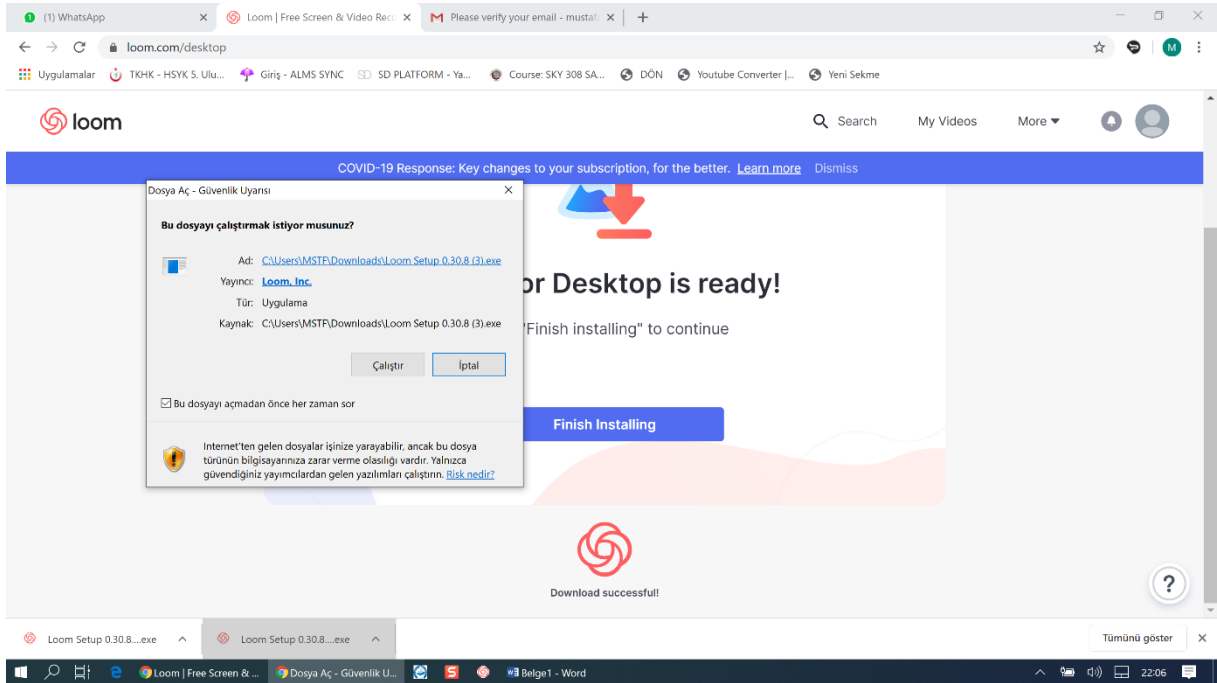 (1) WhatsApp
Loom | Free Screen & Video Reco
Please verify your email - mustafa
loom.com/desktop
M
Uygulamalar
TKHK - HSYK S. Ulu...
Giriş - ALMS SYNC
SD PLATFORM - Ya...
Course: SKY 308 SA...
DÖN
Youtube Converter |...
Yeni Sekme
loom
Search
My Videos
More
COVID-19 Response: Key changes to your subscription, for the better. Learn more Dismiss
Dosya Aç - Güvenlik Uyarısı
Bu dosyayı çalıştırmak istiyor musunuz?
Ad: C:\Users\MSTF\Downloads\Loom Setup 0.30.8 (3).exe
Yayıncı: Loom, Inc.
Tür: Uygulama
Kaynak: C:\Users\MSTF\Downloads\Loom Setup 0.30.8 (3).exe
Çalıştır
İptal
Bu dosyayı açmadan önce her zaman sor
Internet'ten gelen dosyalar işinize yarayabilir, ancak bu dosya
türünün bilgisayarınıza zarar verme olasılığı vardır. Yalnızca
güvendiğiniz yayımcılardan gelen yazılımları çalıştırın. Risk nedir?
or Desktop is ready!
"Finish installing" to continue
Finish Installing
Download successful!
?
Loom Setup 0.30.8....exe
Loom Setup 0.30.8....exe
Tümünü göster
Loom | Free Screen & ...
Dosya Aç - Güvenlik U...
Belge1 - Word
22:06